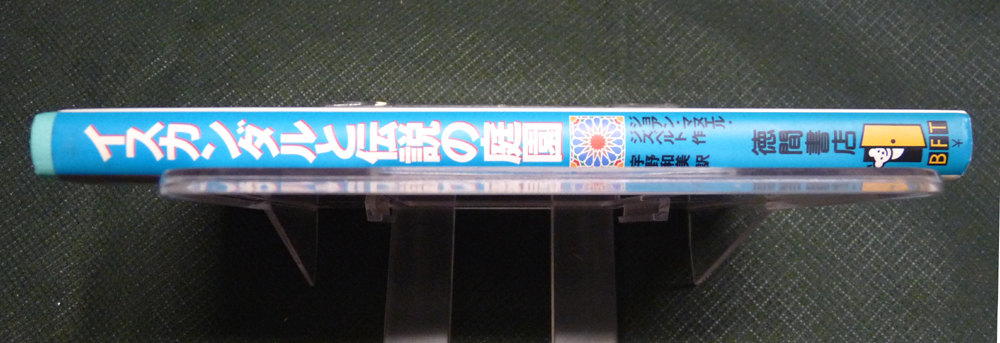 イスカンダルと伝説の庭園
ジョアン・マヌエル・
ジズベルト 作
宇野和美 訳
徳間書店
BFT